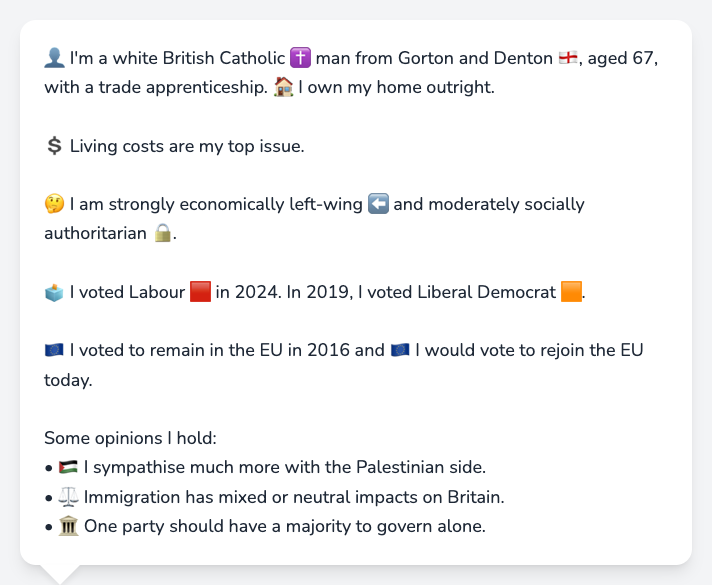 👤 I'm a white British Catholic ✝️ man from Gorton and Denton 🏴󠁧󠁢󠁥󠁮󠁧󠁿, aged 67,
with a trade apprenticeship. 🏠 I own my home outright.
💲 Living costs are my top issue.
🤔 I am strongly economically left-wing ⬅️ and moderately socially
authoritarian 🔒.
🗳️ I voted Labour 🟥 in 2024. In 2019, I voted Liberal Democrat 🟧.
🇪🇺 I voted to remain in the EU in 2016 and 🇪🇺 I would vote to rejoin the EU
today.
Some opinions I hold:
• 🇵🇸 I sympathise much more with the Palestinian side.
• ⚖️ Immigration has mixed or neutral impacts on Britain.
• 🏛️ One party should have a majority to govern alone.